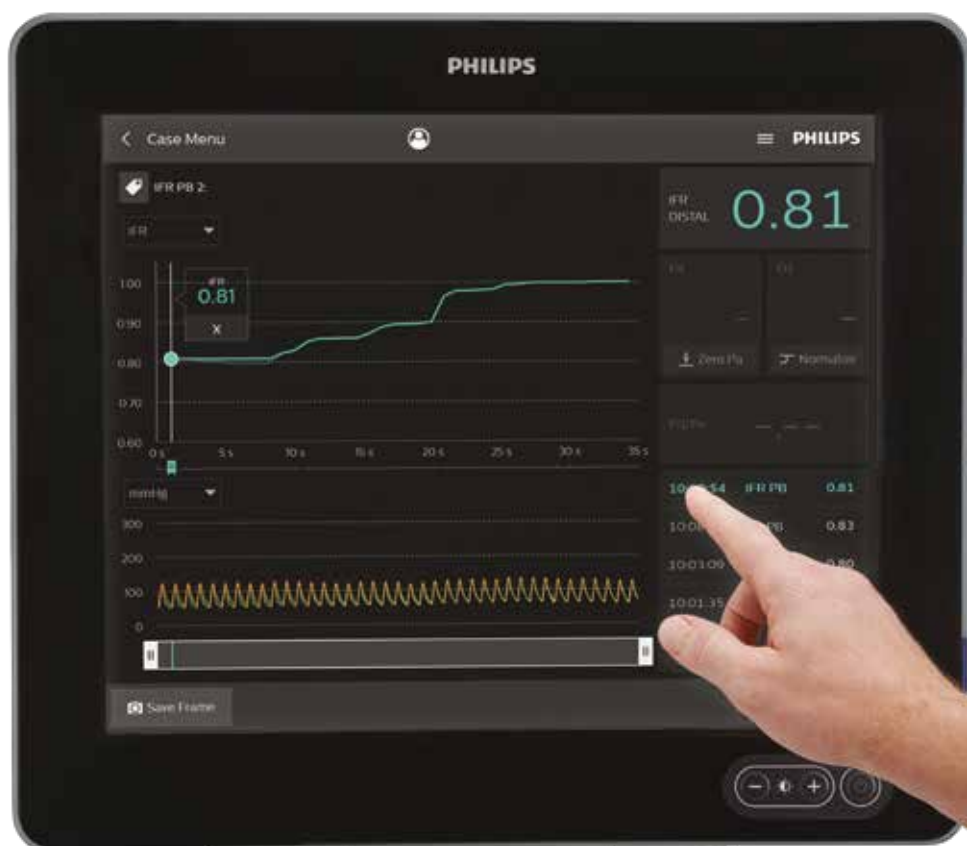 PHILIPS
Case Menu
PHILIPS
IFR PB 2:
IFR
IFR
DISTAL
0.81
IFR
0.81
X
1.00
0.90
0.80
0.70
0.60
0 s 5 s 10 s 15 s 20 s 25 s 30 s 35 s
Zero Pa
Normalize
mmHg
300
200
100
0
IFR PB 0.81
PB 0.83
10:03:09 0.80
10:01:35
Save Frame